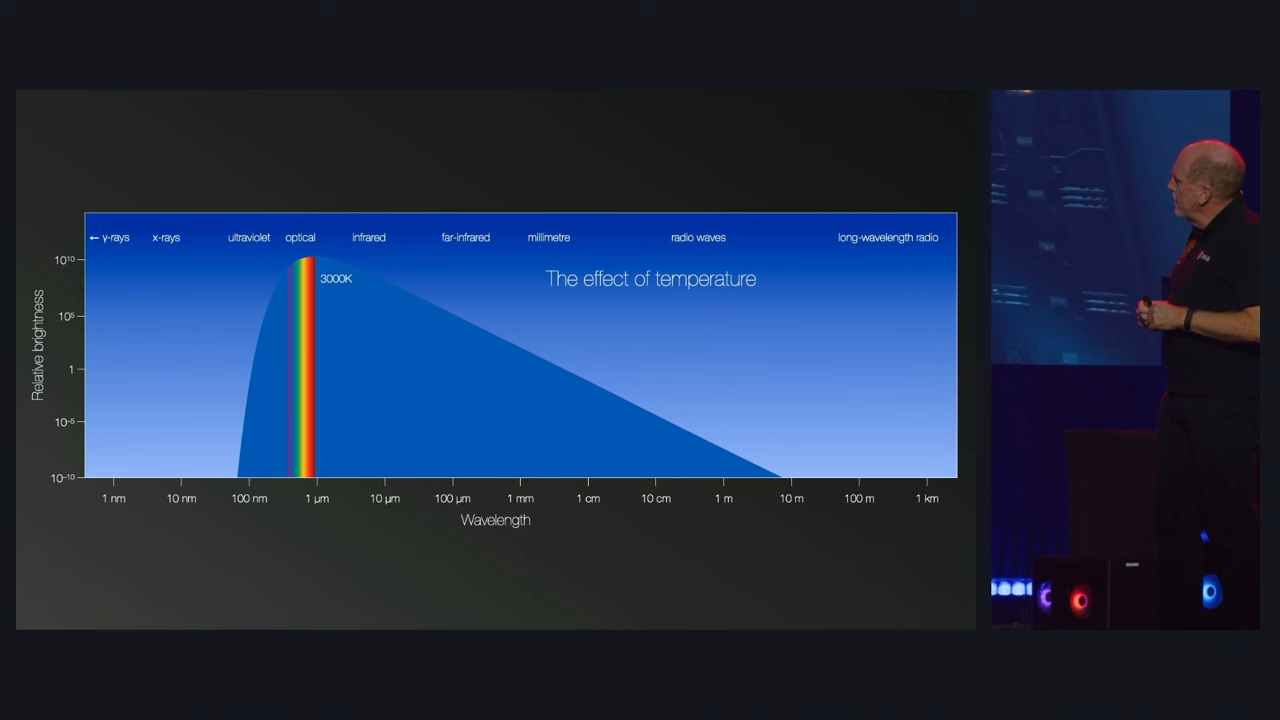 ← γ-rays x-rays ultraviolet optical infrared far-infrared millimetre radio waves long-wavelength radio
The effect of temperature
3000K
Relative brightness
10¹⁰
10⁵
1
10⁻⁵
10⁻¹⁰
1 nm 10 nm 100 nm 1 μm 10 μm 100 μm 1 mm 1 cm 10 cm 1 m 10 m 100 m 1 km
Wavelength